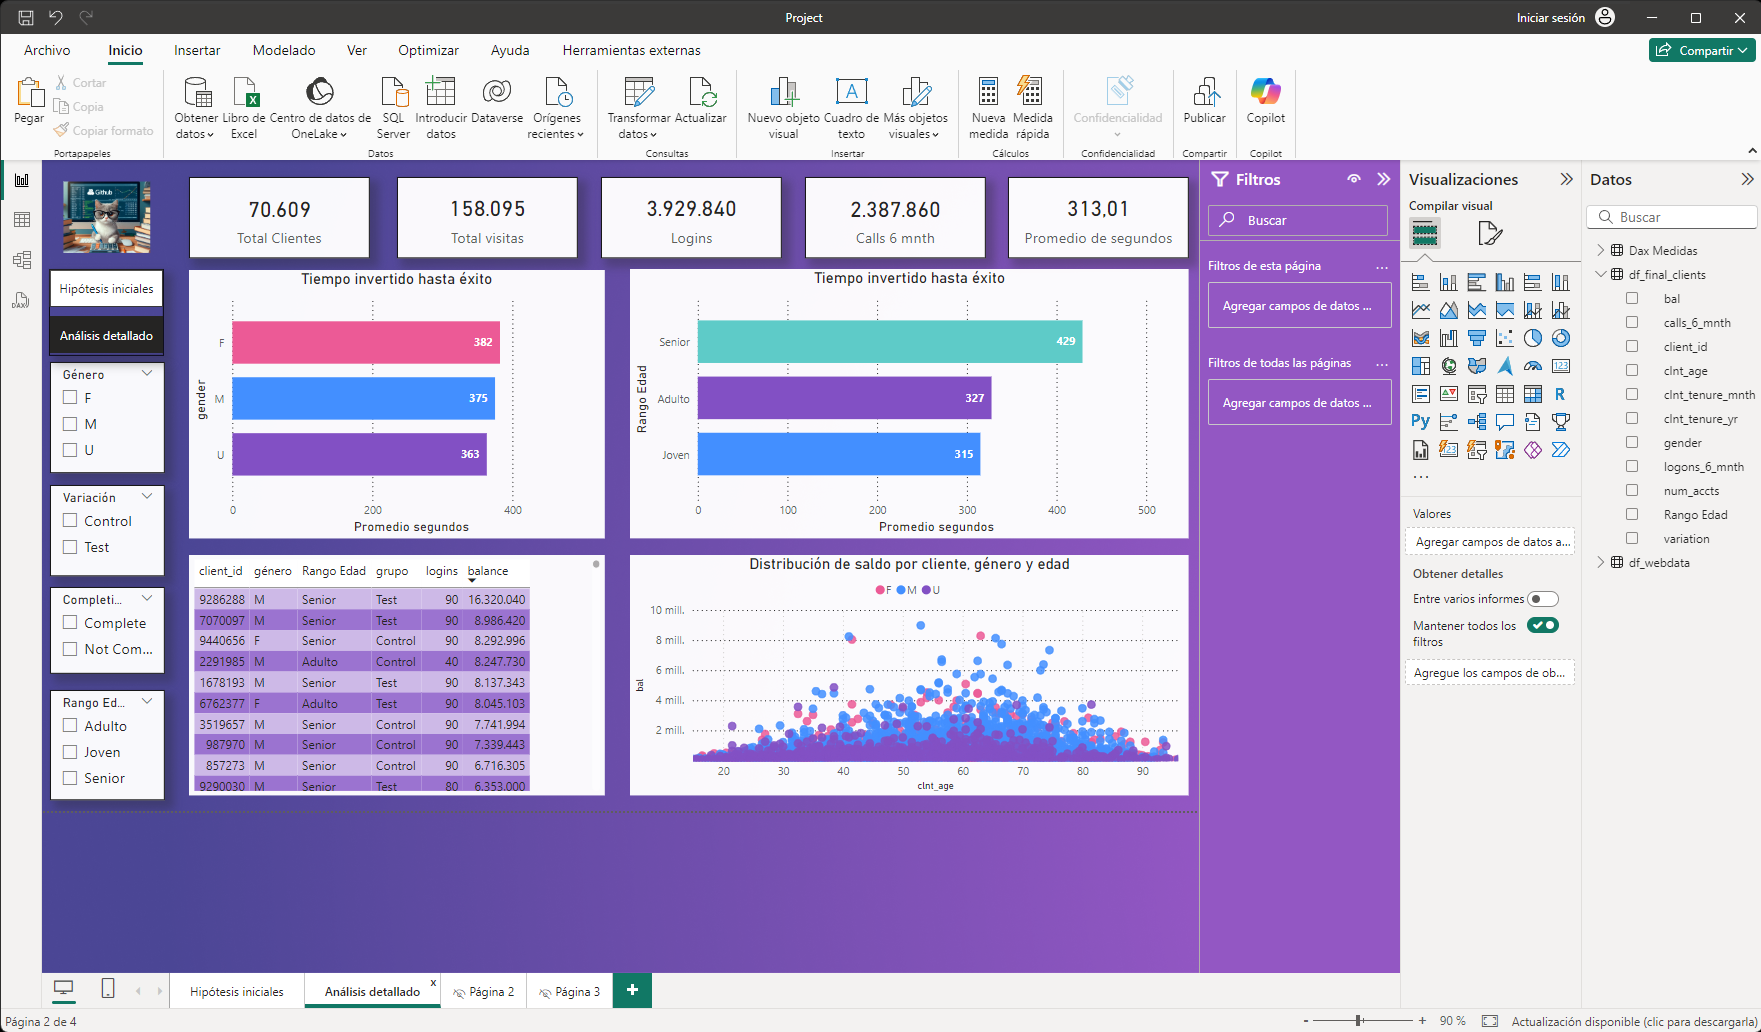 Project
Iniciar sesión
Archivo Inicio Insertar Modelado Ver Optimizar Ayuda Herramientas externas
Compartir
Pegar
Cortar
Copia
Copiar formato
Portapapeles
Obtener datos
Libro de Excel
Centro de datos de OneLake
SQL Server
Introducir datos
Dataverse
Orígenes recientes
Datos
Transformar datos
Actualizar
Consultas
Nuevo objeto visual
Cuadro de texto
Más objetos visuales
Insertar
Nueva medida
Medida rápida
Cálculos
Confidencialidad
Confidencialidad
Publicar
Compartir
Copilot
Copilot
DAX
Github
70.609
Total Clientes
158.095
Total visitas
3.929.840
Logins
2.387.860
Calls 6 mnth
313,01
Promedio de segundos
Hipótesis iniciales
Análisis detallado
Género
F
M
U
Variación
Control
Test
Completi...
Complete
Not Com...
Rango Ed...
Adulto
Joven
Senior
Tiempo invertido hasta éxito
gender
F 382
M 375
U 363
0 200 400
Promedio segundos
Tiempo invertido hasta éxito
Rango Edad
Senior 429
Adulto 327
Joven 315
0 100 200 300 400 500
Promedio segundos
client_id género Rango Edad grupo logins balance
9286288 M Senior Test 90 16.320.040
7070097 M Senior Test 90 8.986.420
9440656 F Senior Control 90 8.292.996
2291985 M Adulto Control 40 8.247.730
1678193 M Senior Control 90 8.137.343
6762377 F Adulto Test 90 8.045.103
3519657 M Senior Control 90 7.741.994
987970 M Senior Control 90 7.339.443
857273 M Senior Control 90 6.716.305
9290030 M Senior Test 80 6.353.000
Distribución de saldo por cliente, género y edad
F M U
bal
10 mill.
8 mill.
6 mill.
4 mill.
2 mill.
20 30 40 50 60 70 80 90
clnt_age
Filtros
Buscar
Filtros de esta página ...
Agregar campos de datos ...
Filtros de todas las páginas ...
Agregar campos de datos ...
Visualizaciones
Compilar visual
123
R
Py
123
...
Valores
Agregar campos de datos a...
Obtener detalles
Entre varios informes
Mantener todos los filtros
Agregue los campos de ob...
Datos
Buscar
Dax Medidas
df_final_clients
bal
calls_6_mnth
client_id
clnt_age
clnt_tenure_mnth
clnt_tenure_yr
gender
logons_6_mnth
num_accts
Rango Edad
variation
df_webdata
Hipótesis iniciales
Análisis detallado x
Página 2
Página 3
+
Página 2 de 4
- + 90 %
Actualización disponible (clic para descargarla)